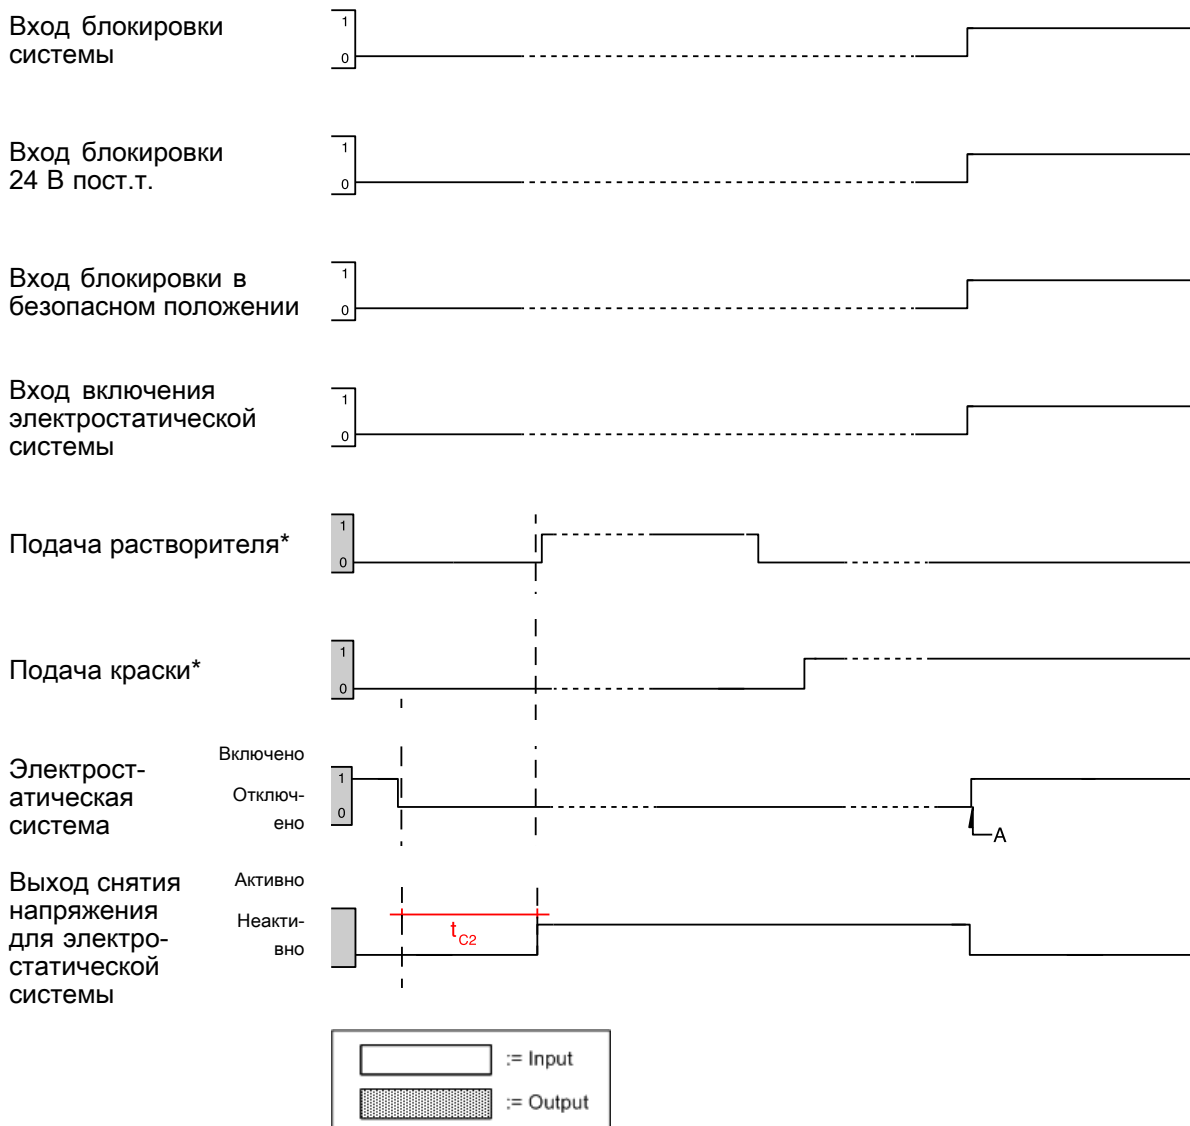 Вход блокировки
системы
1
0
Вход блокировки
24 В пост.т.
1
0
Вход блокировки в
безопасном положении
1
0
Вход включения
электростатической
системы
1
0
Подача растворителя*
1
0
Подача краски*
1
0
Электрост-
атическая
система
Включено
Отключ-
ено
1
0
A
Выход снятия
напряжения
для электро-
статической
системы
Активно
Неакти-
вно
tC2
:= Input
:= Output